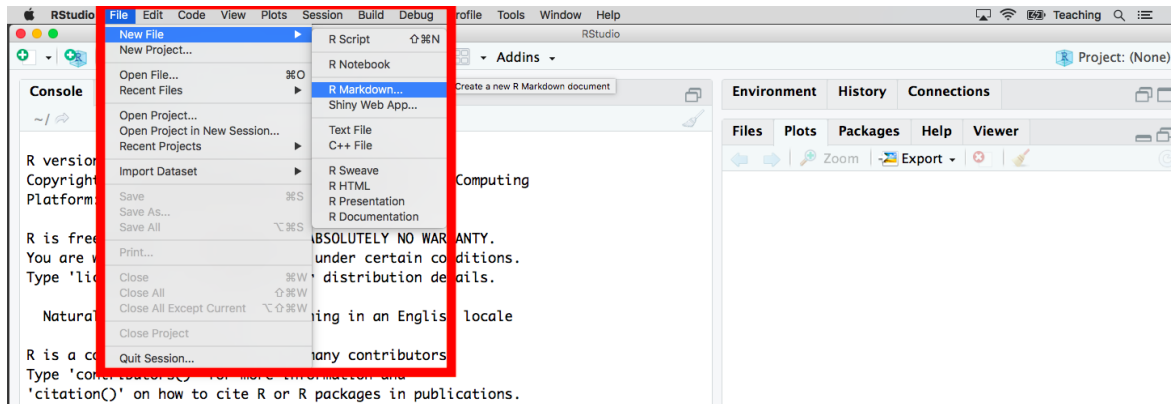 RStudio File Edit Code View Plots Session Build Debug rofile Tools Window Help Teaching
RStudio
Addins
Project: (None)
New File
New Project...
Open File... ⌘O
Recent Files
Open Project...
Open Project in New Session...
Recent Projects
Import Dataset
Save ⌘S
Save As...
Save All ⌥⌘S
Print...
Close ⌘W
Close All ⇧⌘W
Close All Except Current ⌥⇧⌘W
Close Project
Quit Session...
R Script ⇧⌘N
R Notebook
R Markdown...
Shiny Web App...
Text File
C++ File
R Sweave
R HTML
R Presentation
R Documentation
Create a new R Markdown document
Console
~/
R version
Copyright Computing
Platform:
R is free ABSOLUTELY NO WARRANTY.
You are w under certain conditions.
Type 'lic distribution details.
Natural ning in an English locale
R is a co many contributors
Type 'contributors()' for more information and
'citation()' on how to cite R or R packages in publications.
Environment History Connections
Files Plots Packages Help Viewer
Zoom Export